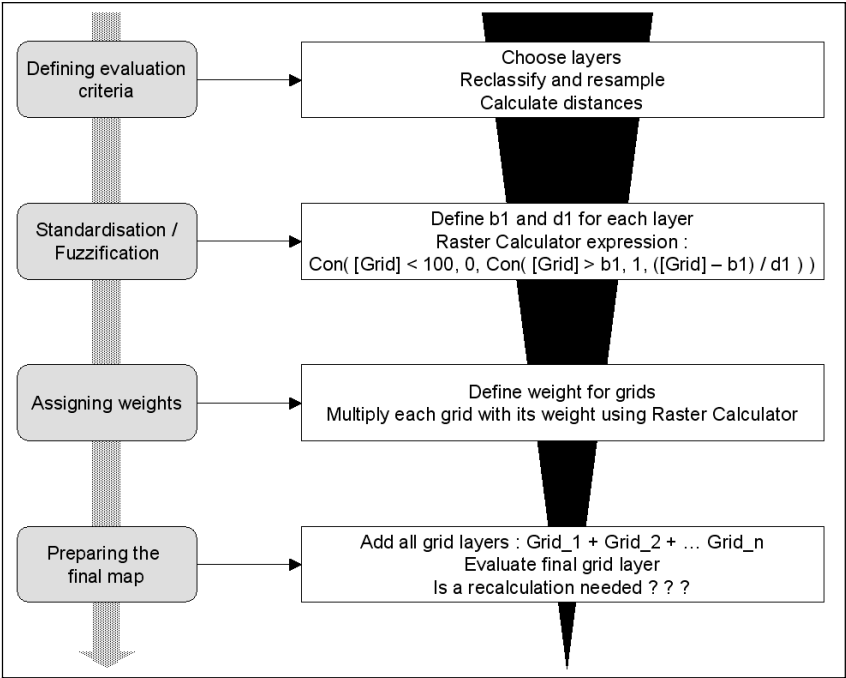 Defining evaluation
criteria
Choose layers
Reclassify and resample
Calculate distances
Standardisation /
Fuzzification
Define b1 and d1 for each layer
Raster Calculator expression :
Con( [Grid] < 100, 0, Con( [Grid] > b1, 1, ([Grid] – b1) / d1 ) )
Assigning weights
Define weight for grids
Multiply each grid with its weight using Raster Calculator
Preparing the
final map
Add all grid layers : Grid_1 + Grid_2 + … Grid_n
Evaluate final grid layer
Is a recalculation needed ? ? ?